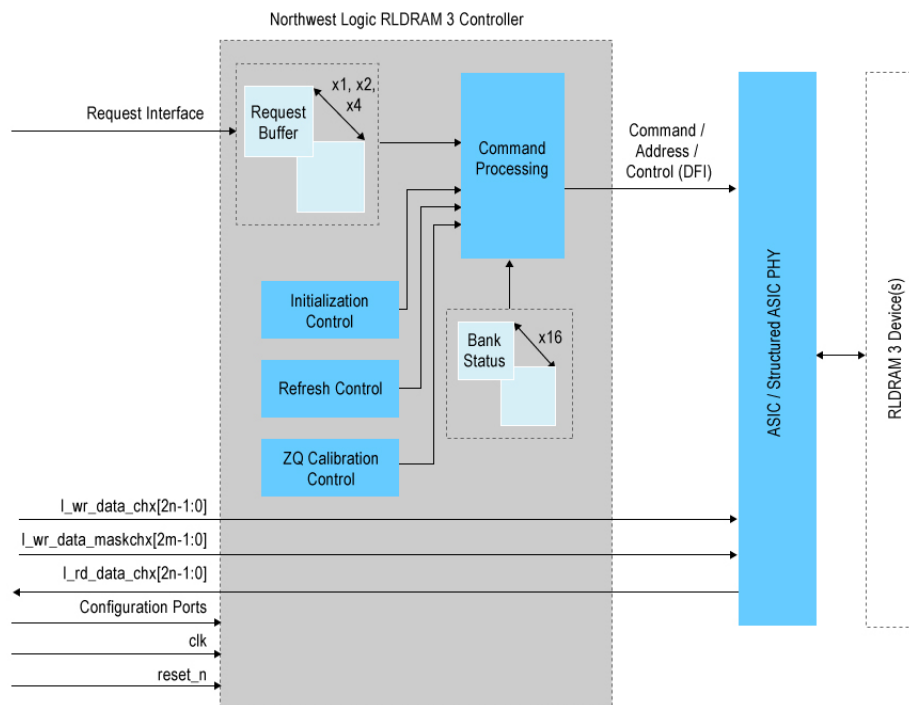 Northwest Logic RLDRAM 3 Controller
Request Interface
Request
Buffer
x1, x2,
x4
Command
Processing
Command /
Address /
Control (DFI)
Initialization
Control
Refresh Control
ZQ Calibration
Control
Bank
Status
x16
ASIC / Structured ASIC PHY
RLDRAM 3 Device(s)
l_wr_data_chx[2n-1:0]
l_wr_data_maskchx[2m-1:0]
l_rd_data_chx[2n-1:0]
Configuration Ports
clk
reset_n